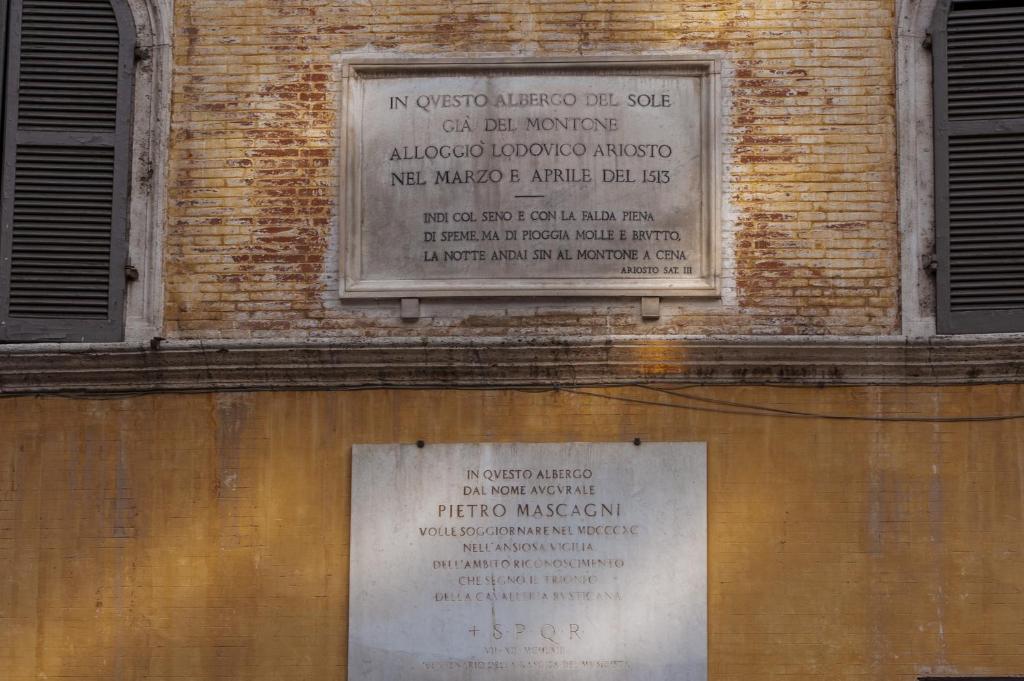 IN QVESTO ALBERGO DEL SOLE
GIÀ DEL MONTONE
ALLOGGIÒ LODOVICO ARIOSTO
NEL MARZO E APRILE DEL 1513
INDI COL SENO E CON LA FALDA PIENA
DI SPEME, MA DI PIOGGIA MOLLE E BRVTTO,
LA NOTTE ANDAI SIN AL MONTONE A CENA
ARIOSTO SAT. III
IN QVESTO ALBERGO
DAL NOME AVGVRALE
PIETRO MASCAGNI
VOLLE SOGGIORNARE NEL MDCCCXC
NELL'ANSIOSA VIGILIA
DELL'AMBITO RICONOSCIMENTO
CHE SEGNÒ IL TRIONFO
DELLA CAVALLERIA RVSTICANA
+ S·P·Q·R
DELLA NASCITA DEL